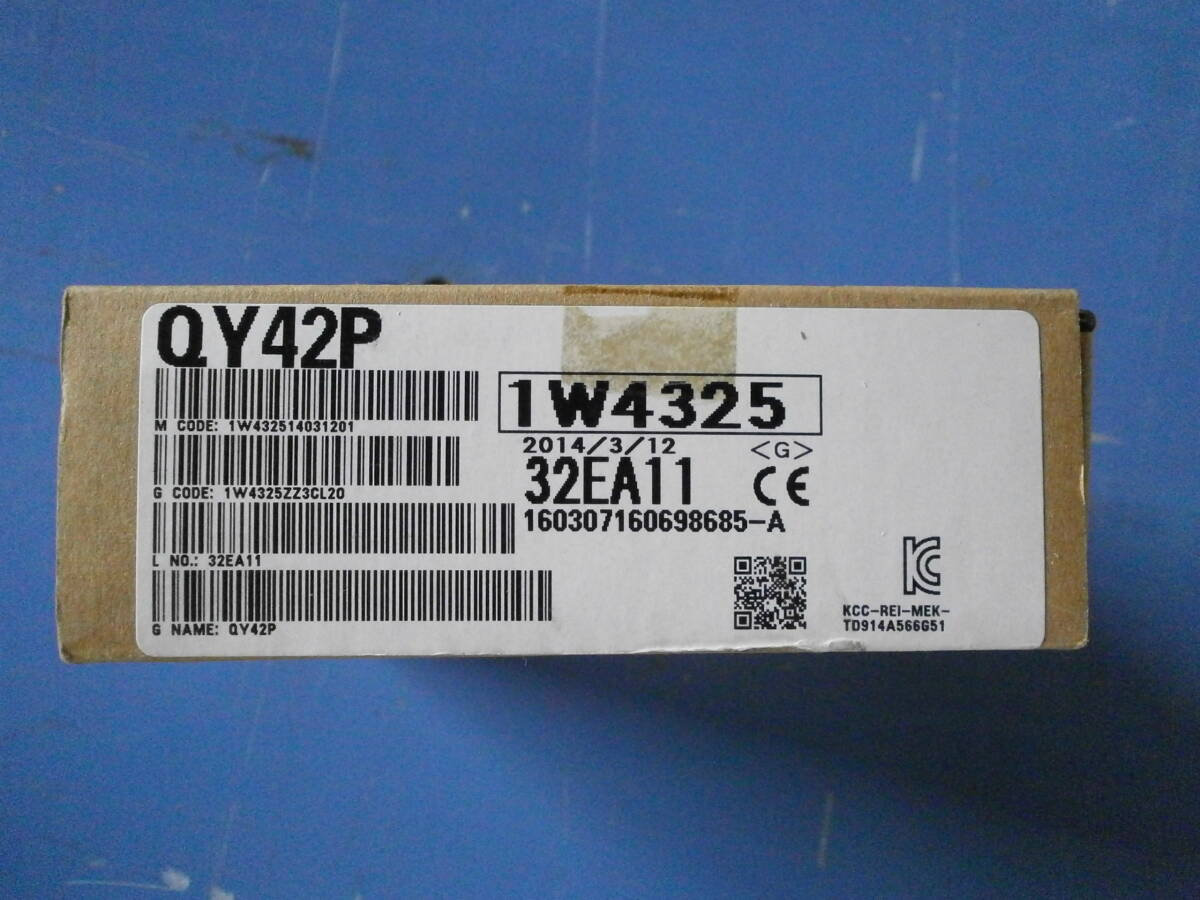 QY42P
M CODE: 1W432514031201
G CODE: 1W4325ZZ3CL20
L NO.: 32EA11
G NAME: QY42P
1W4325
2014/3/12 <G>
32EA11 CE
160307160698685-A
KC
KCC-REI-MEK-
TD914A566G51